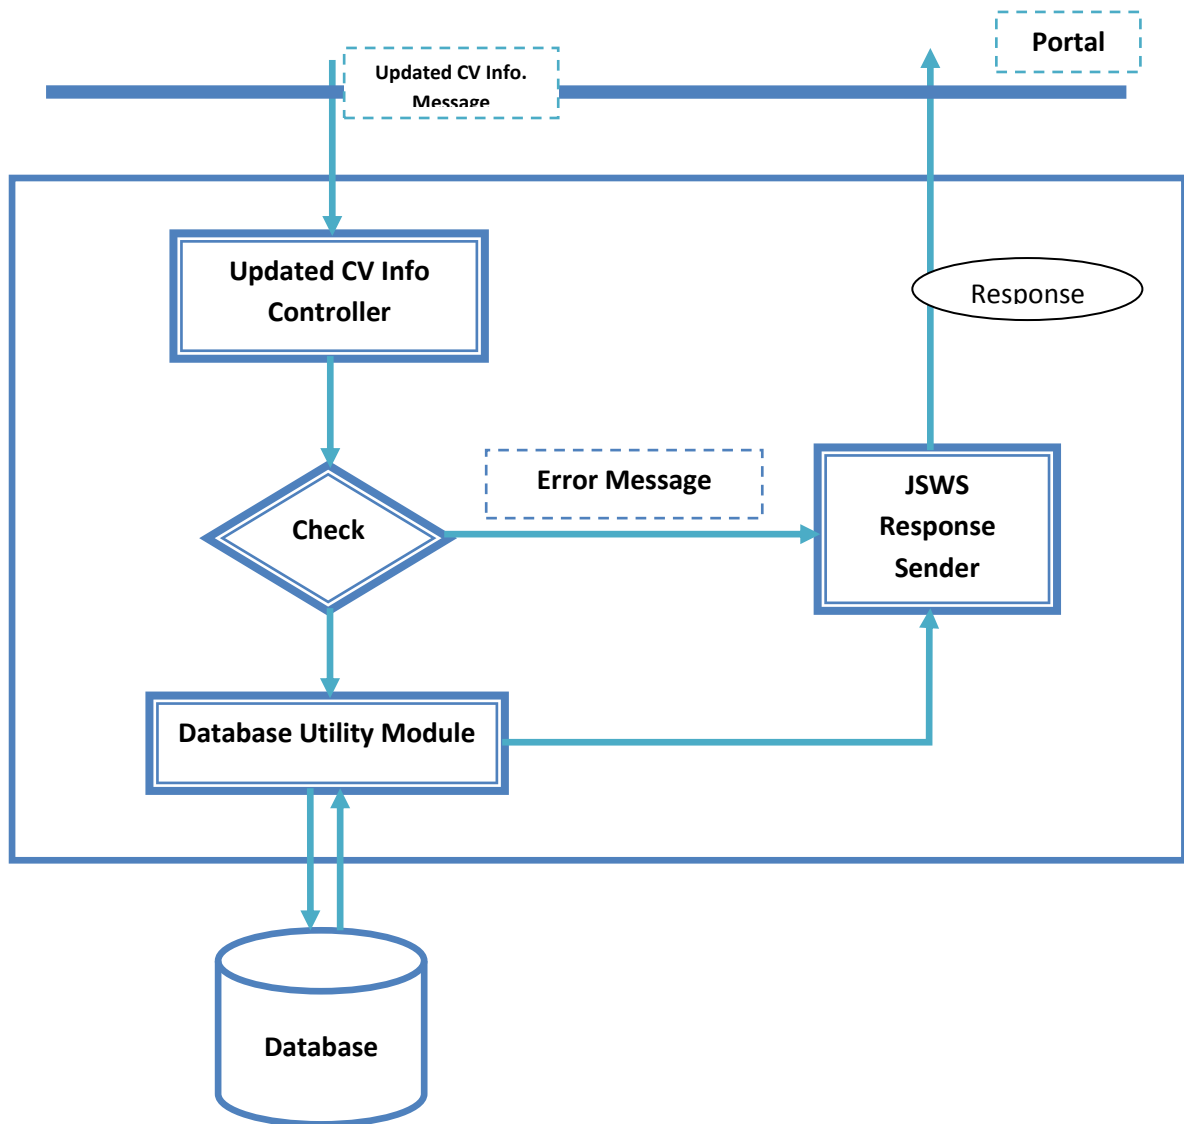 Portal
Updated CV Info.
Message
Updated CV Info
Controller
Response
Error Message
JSWS
Response
Sender
Check
Database Utility Module
Database